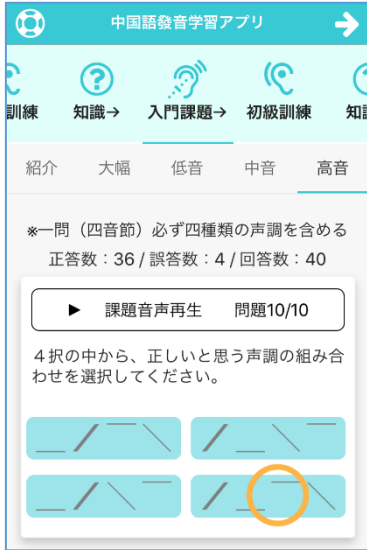 中国語發音学習アプリ
訓練
知識→
入門課題→
初級訓練
知
紹介
大幅
低音
中音
高音
※一問（四音節）必ず四種類の声調を含める
正答数：36 / 誤答数：4 / 回答数：40
▶ 課題音声再生 問題10/10
４択の中から、正しいと思う声調の組み合
わせを選択してください。